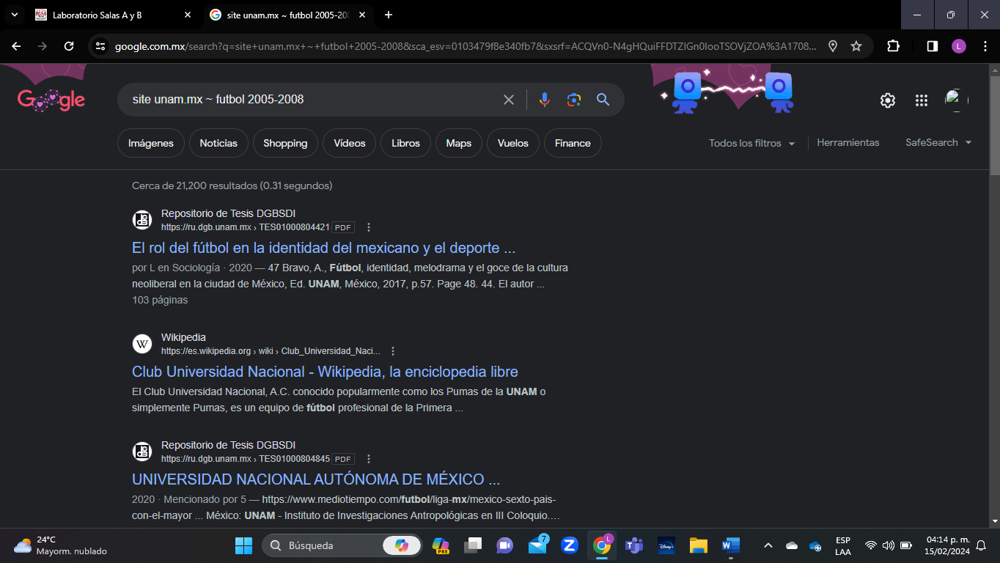 Laboratorio Salas A y B
site unam.mx ~ futbol 2005-20
google.com.mx/search?q=site+unam.mx+~+futbol+2005-2008&sca_esv=0103479f8e340fb7&sxsrf=ACQVn0-N4gHQuiFFDTZIGn0IooTSOVjZOA%3A1708...
L
Google
site unam.mx ~ futbol 2005-2008
Imágenes
Noticias
Shopping
Vídeos
Libros
Maps
Vuelos
Finance
Todos los filtros
Herramientas
SafeSearch
Cerca de 21,200 resultados (0.31 segundos)
Repositorio de Tesis DGBSDI
https://ru.dgb.unam.mx › TES01000804421 PDF
El rol del fútbol en la identidad del mexicano y el deporte ...
por L en Sociología · 2020 — 47 Bravo, A., Fútbol, identidad, melodrama y el goce de la cultura
neoliberal en la ciudad de México, Ed. UNAM, México, 2017, p.57. Page 48. 44. El autor ...
103 páginas
W
Wikipedia
https://es.wikipedia.org › wiki › Club_Universidad_Naci...
Club Universidad Nacional - Wikipedia, la enciclopedia libre
El Club Universidad Nacional, A.C. conocido popularmente como los Pumas de la UNAM o
simplemente Pumas, es un equipo de fútbol profesional de la Primera ...
Repositorio de Tesis DGBSDI
https://ru.dgb.unam.mx › TES01000804845 PDF
UNIVERSIDAD NACIONAL AUTÓNOMA DE MÉXICO ...
2020 · Mencionado por 5 — https://www.mediotiempo.com/futbol/liga-mx/mexico-sexto-pais-
con-el-mayor ... México: UNAM - Instituto de Investigaciones Antropológicas en III Coloquio....
24°C
Mayorm. nublado
Búsqueda
PRE
7
Z
L
Disney+
W
ESP
LAA
04:14 p. m.
15/02/2024